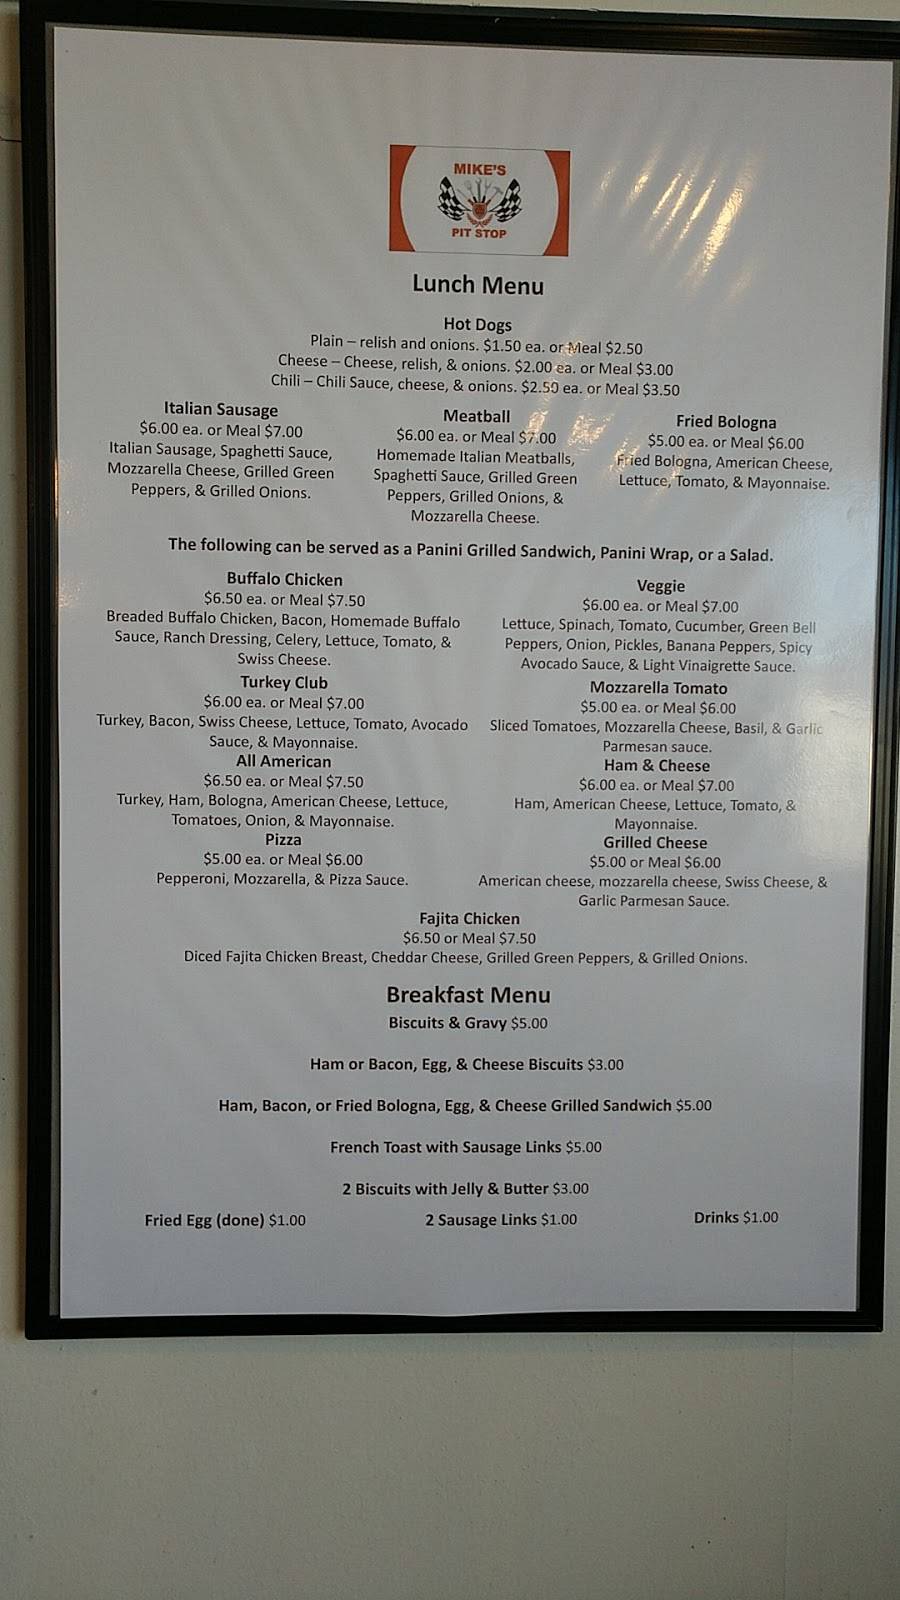 MIKE'S
PIT STOP
Lunch Menu
Hot Dogs
Plain – relish and onions. $1.50 ea. or Meal $2.50
Cheese – Cheese, relish, & onions. $2.00 ea. or Meal $3.00
Chili – Chili Sauce, cheese, & onions. $2.50 ea. or Meal $3.50
Italian Sausage
$6.00 ea. or Meal $7.00
Italian Sausage, Spaghetti Sauce,
Mozzarella Cheese, Grilled Green
Peppers, & Grilled Onions.
Meatball
$6.00 ea. or Meal $7.00
Homemade Italian Meatballs,
Spaghetti Sauce, Grilled Green
Peppers, Grilled Onions, &
Mozzarella Cheese.
Fried Bologna
$5.00 ea. or Meal $6.00
Fried Bologna, American Cheese,
Lettuce, Tomato, & Mayonnaise.
The following can be served as a Panini Grilled Sandwich, Panini Wrap, or a Salad.
Buffalo Chicken
$6.50 ea. or Meal $7.50
Breaded Buffalo Chicken, Bacon, Homemade Buffalo
Sauce, Ranch Dressing, Celery, Lettuce, Tomato, &
Swiss Cheese.
Turkey Club
$6.00 ea. or Meal $7.00
Turkey, Bacon, Swiss Cheese, Lettuce, Tomato, Avocado
Sauce, & Mayonnaise.
All American
$6.50 ea. or Meal $7.50
Turkey, Ham, Bologna, American Cheese, Lettuce,
Tomatoes, Onion, & Mayonnaise.
Pizza
$5.00 ea. or Meal $6.00
Pepperoni, Mozzarella, & Pizza Sauce.
Veggie
$6.00 ea. or Meal $7.00
Lettuce, Spinach, Tomato, Cucumber, Green Bell
Peppers, Onion, Pickles, Banana Peppers, Spicy
Avocado Sauce, & Light Vinaigrette Sauce.
Mozzarella Tomato
$5.00 ea. or Meal $6.00
Sliced Tomatoes, Mozzarella Cheese, Basil, & Garlic
Parmesan sauce.
Ham & Cheese
$6.00 ea. or Meal $7.00
Ham, American Cheese, Lettuce, Tomato, &
Mayonnaise.
Grilled Cheese
$5.00 or Meal $6.00
American cheese, mozzarella cheese, Swiss Cheese, &
Garlic Parmesan Sauce.
Fajita Chicken
$6.50 or Meal $7.50
Diced Fajita Chicken Breast, Cheddar Cheese, Grilled Green Peppers, & Grilled Onions.
Breakfast Menu
Biscuits & Gravy $5.00
Ham or Bacon, Egg, & Cheese Biscuits $3.00
Ham, Bacon, or Fried Bologna, Egg, & Cheese Grilled Sandwich $5.00
French Toast with Sausage Links $5.00
2 Biscuits with Jelly & Butter $3.00
Fried Egg (done) $1.00
2 Sausage Links $1.00
Drinks $1.00